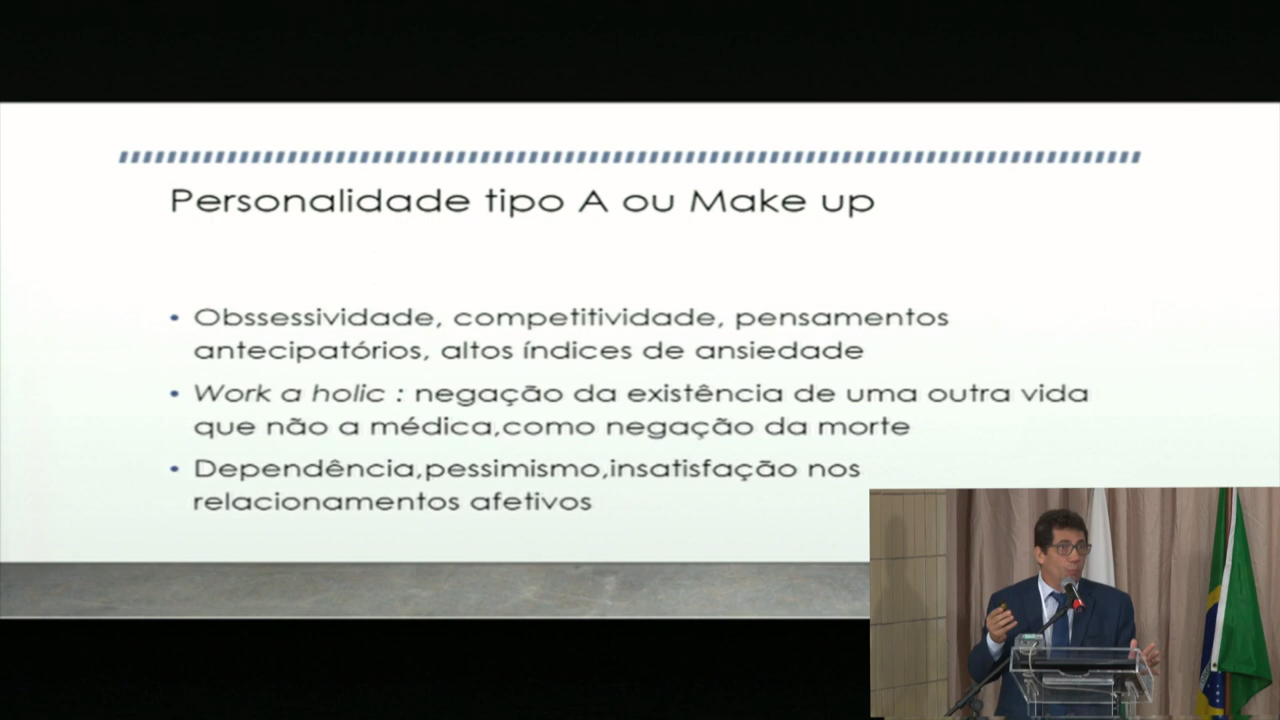 Personalidade tipo A ou Make up
• Obssessividade, competitividade, pensamentos
antecipatórios, altos índices de ansiedade
• Work a holic : negação da existência de uma outra vida
que não a médica,como negação da morte
• Dependência,pessimismo,insatisfação nos
relacionamentos afetivos